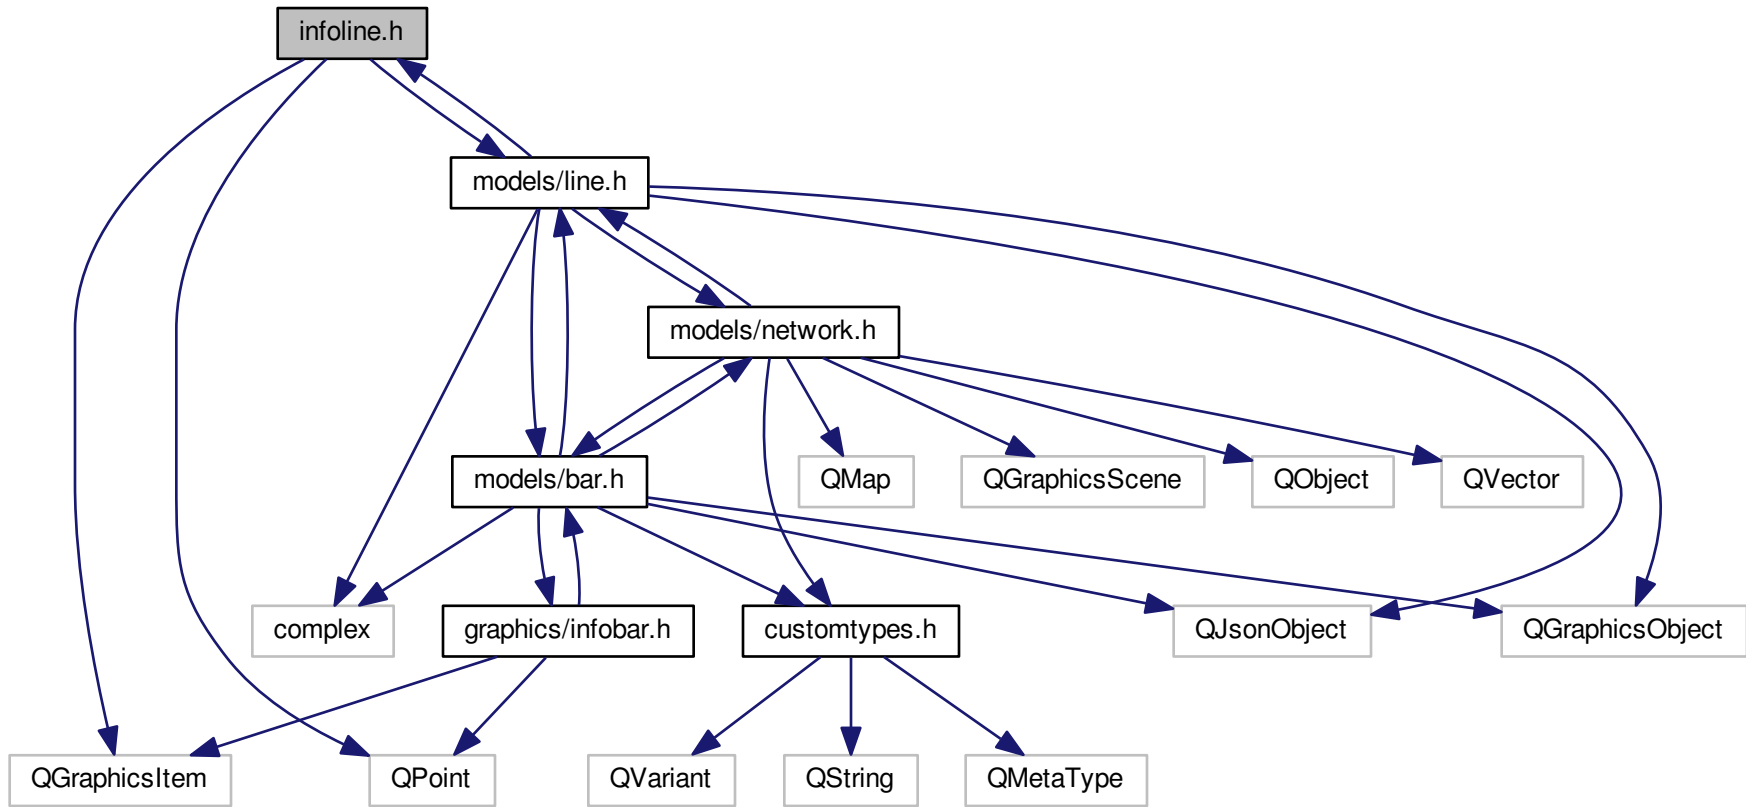 infoline.h
models/line.h
models/network.h
models/bar.h
QMap
QGraphicsScene
QObject
QVector
complex
graphics/infobar.h
customtypes.h
QJsonObject
QGraphicsObject
QGraphicsItem
QPoint
QVariant
QString
QMetaType